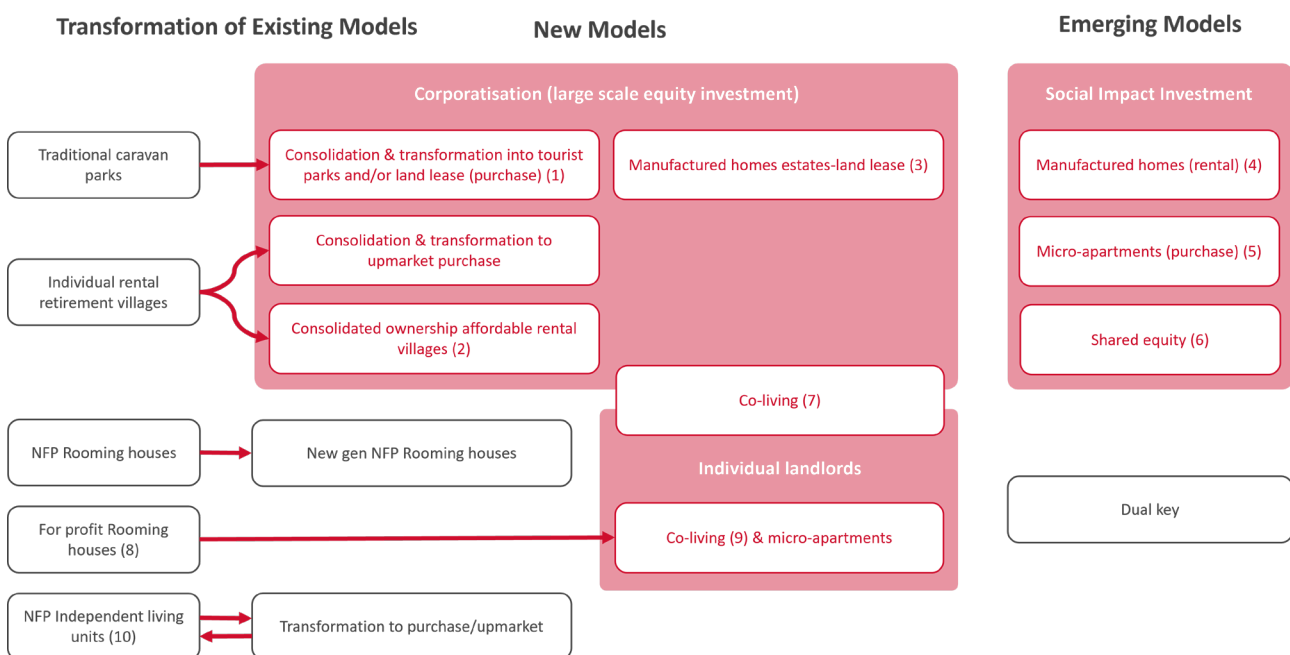 Transformation of Existing Models
New Models
Emerging Models
Corporatisation (large scale equity investment)
Social Impact Investment
Traditional caravan
parks
Consolidation & transformation into tourist
parks and/or land lease (purchase) (1)
Manufactured homes estates-land lease (3)
Manufactured homes (rental) (4)
Individual rental
retirement villages
Consolidation & transformation to
upmarket purchase
Micro-apartments (purchase) (5)
Consolidated ownership affordable rental
villages (2)
Shared equity (6)
Co-living (7)
NFP Rooming houses
New gen NFP Rooming houses
Individual landlords
For profit Rooming
houses (8)
Co-living (9) & micro-apartments
Dual key
NFP Independent living
units (10)
Transformation to purchase/upmarket